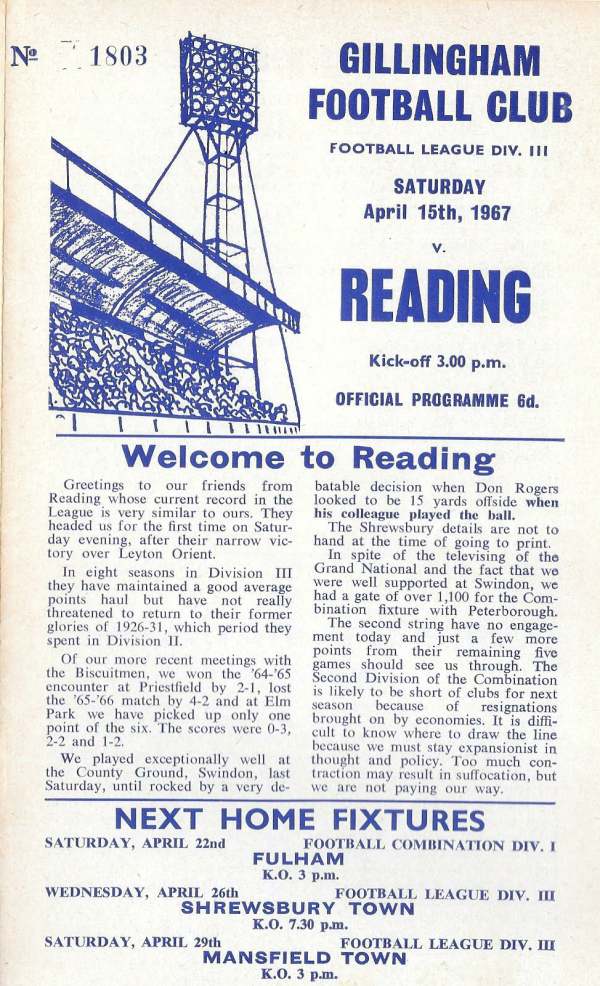 Nº 1803
GILLINGHAM
FOOTBALL CLUB
FOOTBALL LEAGUE DIV. III
SATURDAY
April 15th, 1967
v.
READING
Kick-off 3.00 p.m.
OFFICIAL PROGRAMME 6d.
Welcome to Reading
Greetings to our friends from
Reading whose current record in the
League is very similar to ours. They
headed us for the first time on Satur-
day evening, after their narrow vic-
tory over Leyton Orient.
In eight seasons in Division III
they have maintained a good average
points haul but have not really
threatened to return to their former
glories of 1926-31, which period they
spent in Division II.
Of our more recent meetings with
the Biscuitmen, we won the '64-'65
encounter at Priestfield by 2-1, lost
the '65-'66 match by 4-2 and at Elm
Park we have picked up only one
point of the six. The scores were 0-3,
2-2 and 1-2.
We played exceptionally well at
the County Ground, Swindon, last
Saturday, until rocked by a very de-
batable decision when Don Rogers
looked to be 15 yards offside when
his colleague played the ball.
The Shrewsbury details are not to
hand at the time of going to print.
In spite of the televising of the
Grand National and the fact that we
were well supported at Swindon, we
had a gate of over 1,100 for the Com-
bination fixture with Peterborough.
The second string have no engage-
ment today and just a few more
points from their remaining five
games should see us through. The
Second Division of the Combination
is likely to be short of clubs for next
season because of resignations
brought on by economies. It is diffi-
cult to know where to draw the line
because we must stay expansionist in
thought and policy. Too much con-
traction may result in suffocation, but
we are not paying our way.
NEXT HOME FIXTURES
SATURDAY, APRIL 22nd FOOTBALL COMBINATION DIV. I
FULHAM
K.O. 3 p.m.
WEDNESDAY, APRIL 26th FOOTBALL LEAGUE DIV. III
SHREWSBURY TOWN
K.O. 7.30 p.m.
SATURDAY, APRIL 29th FOOTBALL LEAGUE DIV. III
MANSFIELD TOWN
K.O. 3 p.m.